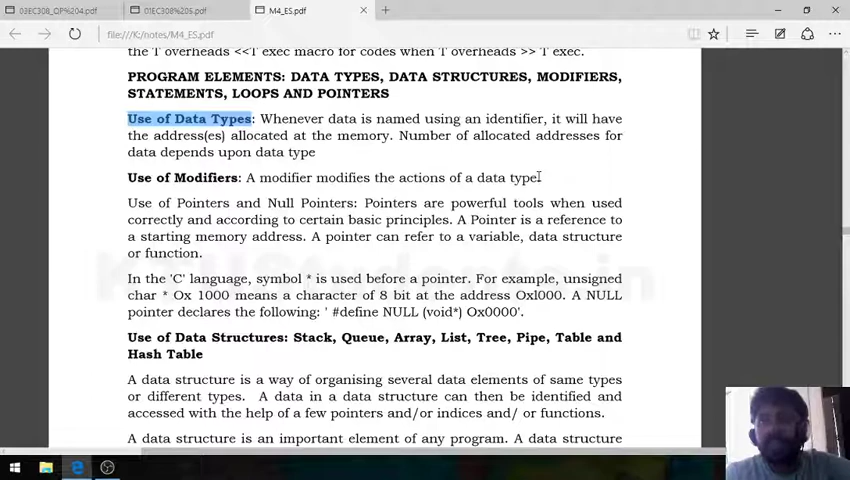 03EC308_QP%204.pdf
01EC308%20S.pdf
M4_ES.pdf
file:///K:/notes/M4_ES.pdf
the T overheads <<T exec macro for codes when T overheads >> T exec.
PROGRAM ELEMENTS: DATA TYPES, DATA STRUCTURES, MODIFIERS,
STATEMENTS, LOOPS AND POINTERS
Use of Data Types: Whenever data is named using an identifier, it will have
the address(es) allocated at the memory. Number of allocated addresses for
data depends upon data type
Use of Modifiers: A modifier modifies the actions of a data type.
Use of Pointers and Null Pointers: Pointers are powerful tools when used
correctly and according to certain basic principles. A Pointer is a reference to
a starting memory address. A pointer can refer to a variable, data structure
or function.
In the 'C' language, symbol * is used before a pointer. For example, unsigned
char * Ox 1000 means a character of 8 bit at the address Oxl000. A NULL
pointer declares the following: ' #define NULL (void*) Ox0000'.
Use of Data Structures: Stack, Queue, Array, List, Tree, Pipe, Table and
Hash Table
A data structure is a way of organising several data elements of same types
or different types. A data in a data structure can then be identified and
accessed with the help of a few pointers and/or indices and/ or functions.
A data structure is an important element of any program. A data structure